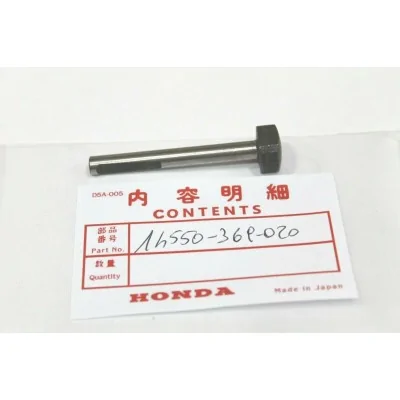 DSA-005
内容明細
CONTENTS
部品番号 Part No. 14550-369-020
数量 Quantity
HONDA
Made in Japan